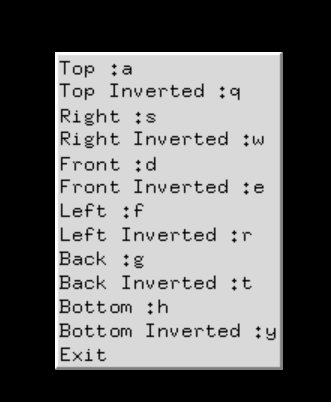 Top :a
Top Inverted :q
Right :s
Right Inverted :w
Front :d
Front Inverted :e
Left :f
Left Inverted :r
Back :g
Back Inverted :t
Bottom :h
Bottom Inverted :y
Exit